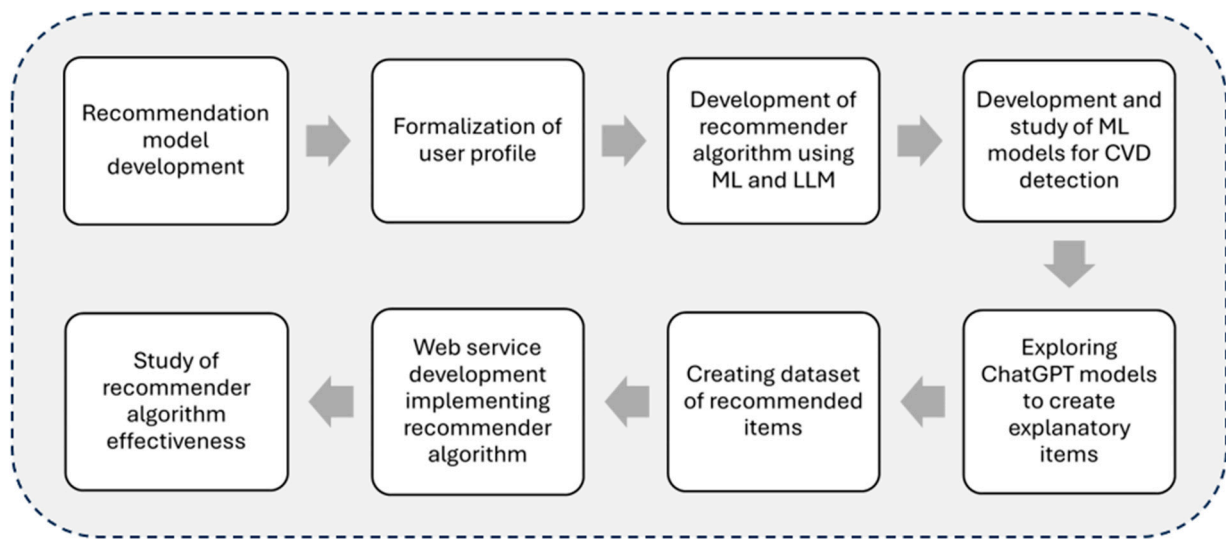 Recommendation
model
development
Formalization of
user profile
Development of
recommender
algorithm using
ML and LLM
Development and
study of ML
models for CVD
detection
Exploring
ChatGPT models
to create
explanatory
items
Creating dataset
of recommended
items
Web service
development
implementing
recommender
algorithm
Study of
recommender
algorithm
effectiveness